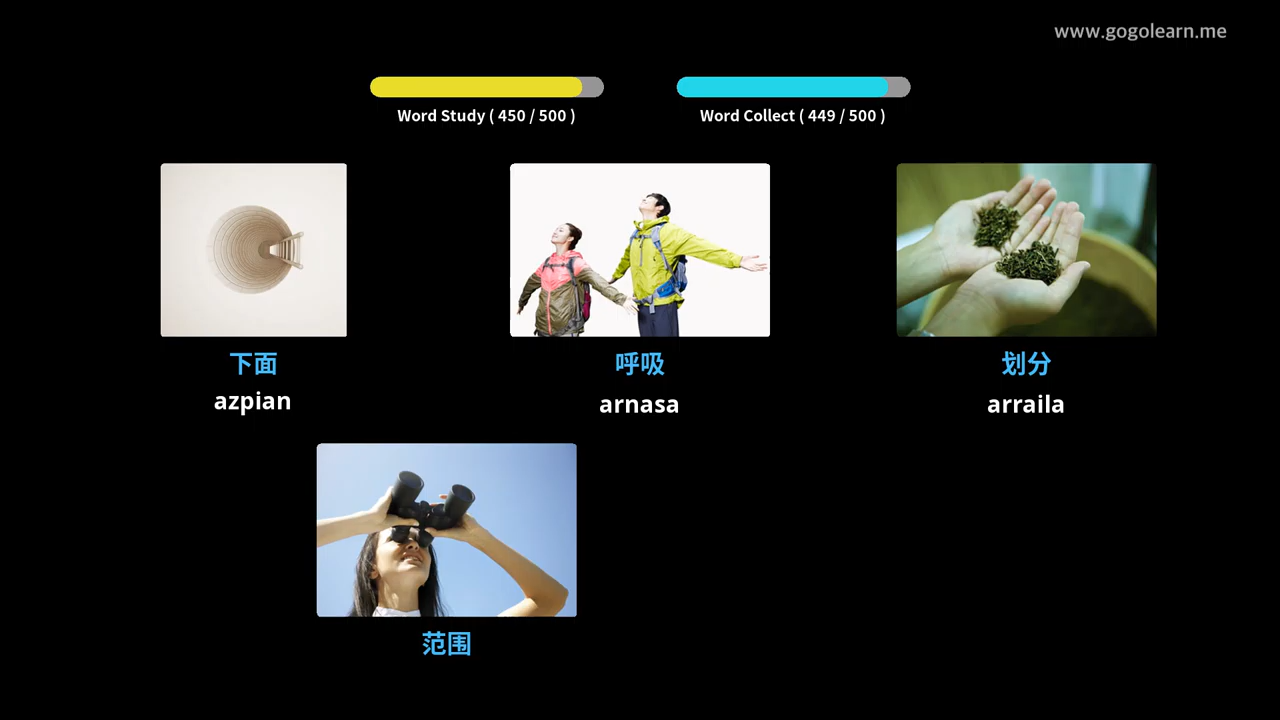 www.gogolearn.me
Word Study ( 450 / 500 )
Word Collect ( 449 / 500 )
下面
呼吸
划分
azpian
arnasa
arraila
范围